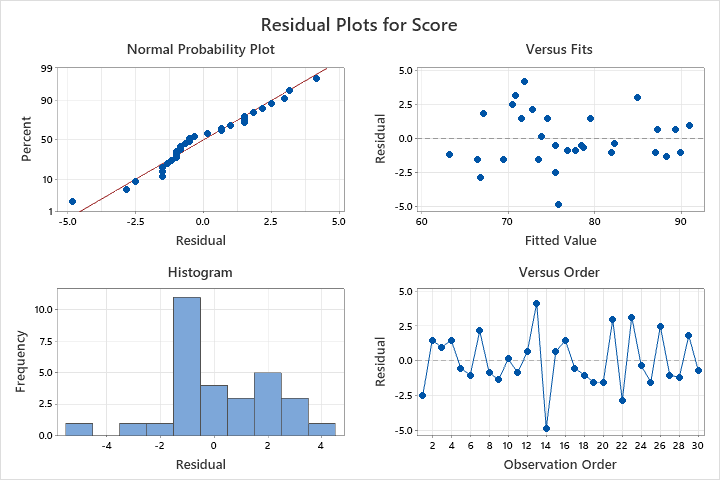 Residual Plots for Score
Normal Probability Plot
99
90
50
10
1
Percent
-5.0 -2.5 0.0 2.5 5.0
Residual
Versus Fits
5.0
2.5
0.0
-2.5
-5.0
Residual
60 70 80 90
Fitted Value
Histogram
10.0
7.5
5.0
2.5
0.0
Frequency
-4 -2 0 2 4
Residual
Versus Order
5.0
2.5
0.0
-2.5
-5.0
Residual
2 4 6 8 10 12 14 16 18 20 22 24 26 28 30
Observation Order